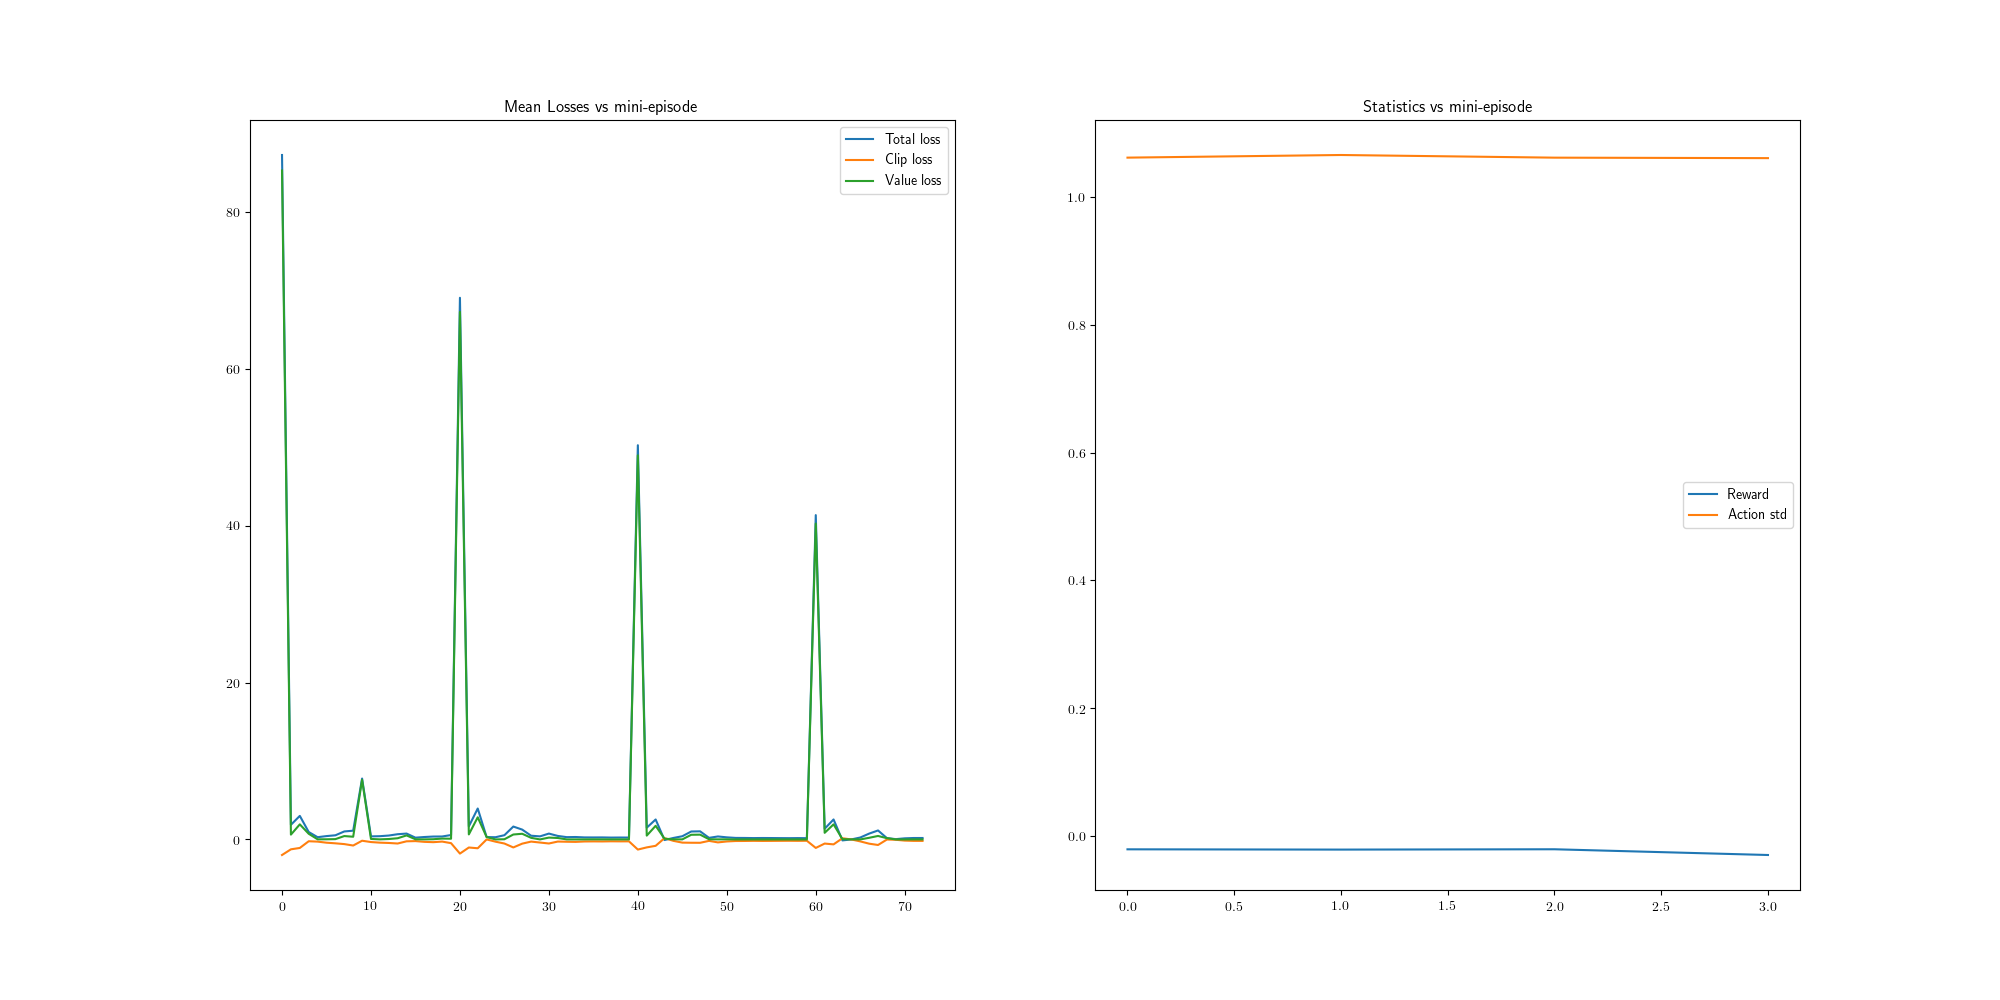 Mean Losses vs mini-episode
Total loss
Clip loss
Value loss
80
60
40
20
0
0 10 20 30 40 50 60 70
Statistics vs mini-episode
1.0
0.8
0.6
0.4
0.2
0.0
Reward
Action std
0.0 0.5 1.0 1.5 2.0 2.5 3.0